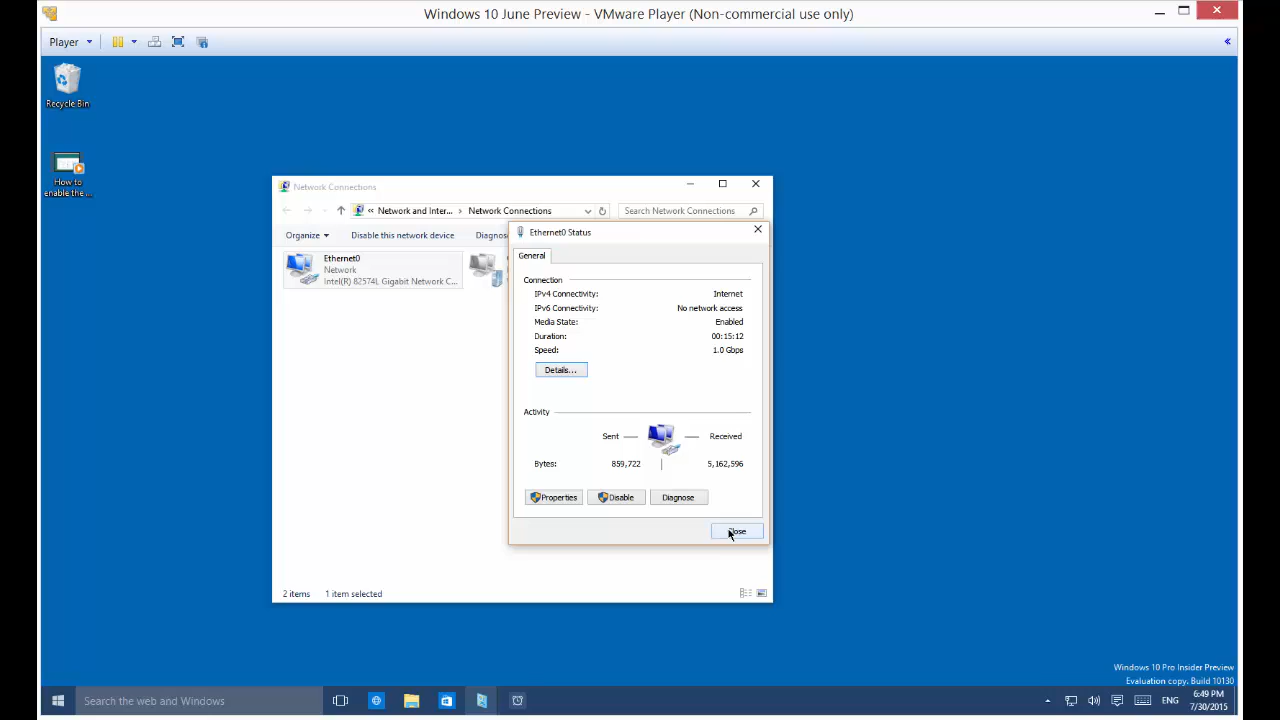 Windows 10 June Preview - VMware Player (Non-commercial use only)
Player
Recycle Bin
How to
enable the ...
Network Connections
« Network and Inter... > Network Connections
Search Network Connections
Organize
Disable this network device
Diagnos
Ethernet0
Network
Intel(R) 82574L Gigabit Network C...
Ethernet0 Status
General
Connection
IPv4 Connectivity: Internet
IPv6 Connectivity: No network access
Media State: Enabled
Duration: 00:15:12
Speed: 1.0 Gbps
Details...
Activity
Sent — — Received
Bytes: 859,722 | 5,162,596
Properties
Disable
Diagnose
Close
2 items 1 item selected
Windows 10 Pro Insider Preview
Evaluation copy. Build 10130
Search the web and Windows
ENG
6:49 PM
7/30/2015